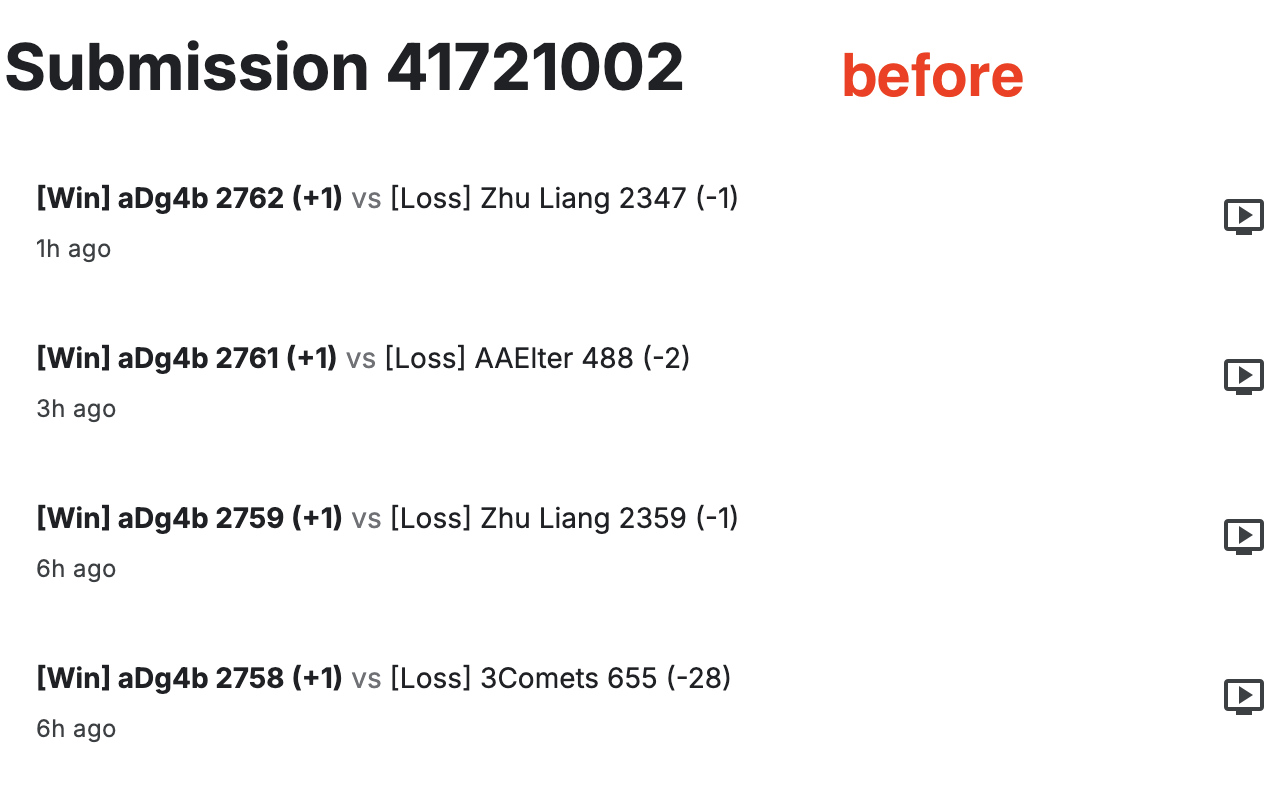 Submission 41721002
before
[Win] aDg4b 2762 (+1) vs [Loss] Zhu Liang 2347 (-1)
1h ago
[Win] aDg4b 2761 (+1) vs [Loss] AAElter 488 (-2)
3h ago
[Win] aDg4b 2759 (+1) vs [Loss] Zhu Liang 2359 (-1)
6h ago
[Win] aDg4b 2758 (+1) vs [Loss] 3Comets 655 (-28)
6h ago